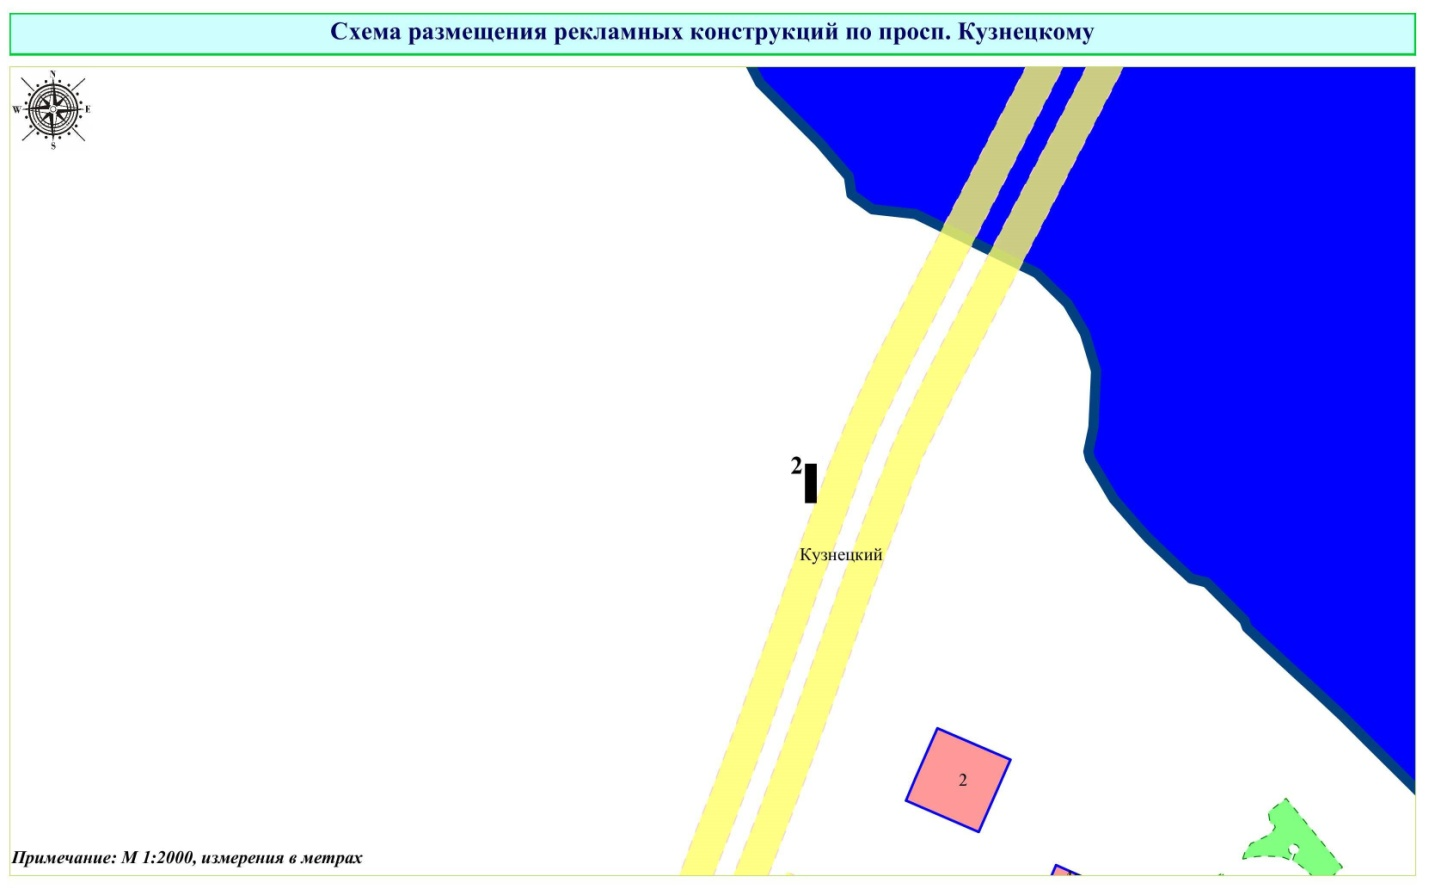 Схема размещения рекламных конструкций по просп. Кузнецкому
N
W E
S
2
Кузнецкий
2
Примечание: М 1:2000, измерения в метрах